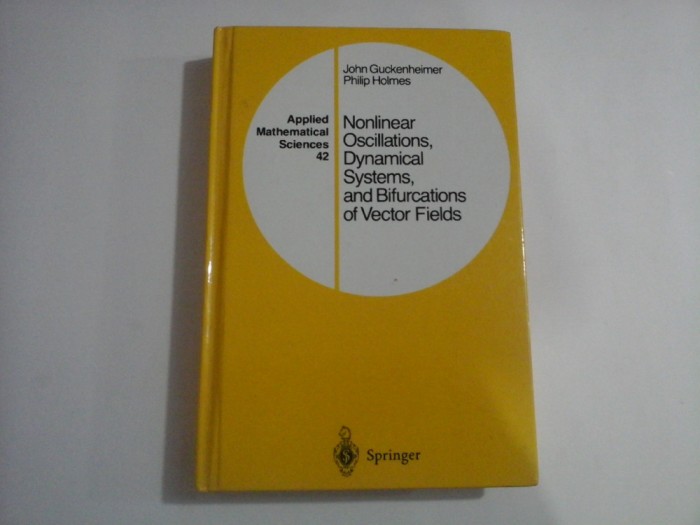 John Guckenheimer
Philip Holmes
Applied
Mathematical
Sciences
42
Nonlinear
Oscillations,
Dynamical
Systems,
and Bifurcations
of Vector Fields
Springer